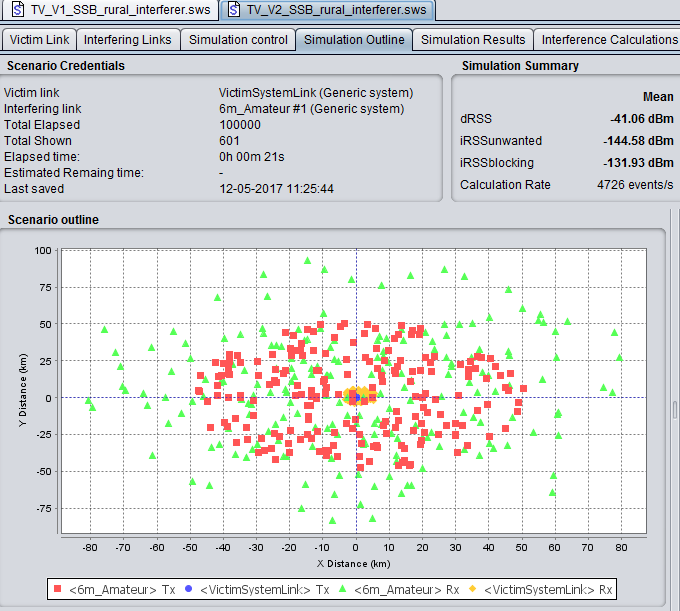 TV_V1_SSB_rural_interferer.sws TV_V2_SSB_rural_interferer.sws
Victim Link Interfering Links Simulation control Simulation Outline Simulation Results Interference Calculations
Scenario Credentials Simulation Summary
Victim link VictimSystemLink (Generic system)
Interfering link 6m_Amateur #1 (Generic system)
Total Elapsed 100000
Total Shown 601
Elapsed time: 0h 00m 21s
Estimated Remaing time: -
Last saved 12-05-2017 11:25:44
Mean
dRSS -41.06 dBm
iRSSunwanted -144.58 dBm
iRSSblocking -131.93 dBm
Calculation Rate 4726 events/s
Scenario outline
Y Distance (km)
100
75
50
25
0
-25
-50
-75
-80 -70 -60 -50 -40 -30 -20 -10 0 10 20 30 40 50 60 70 80
X Distance (km)
<6m_Amateur> Tx <VictimSystemLink> Tx <6m_Amateur> Rx <VictimSystemLink> Rx